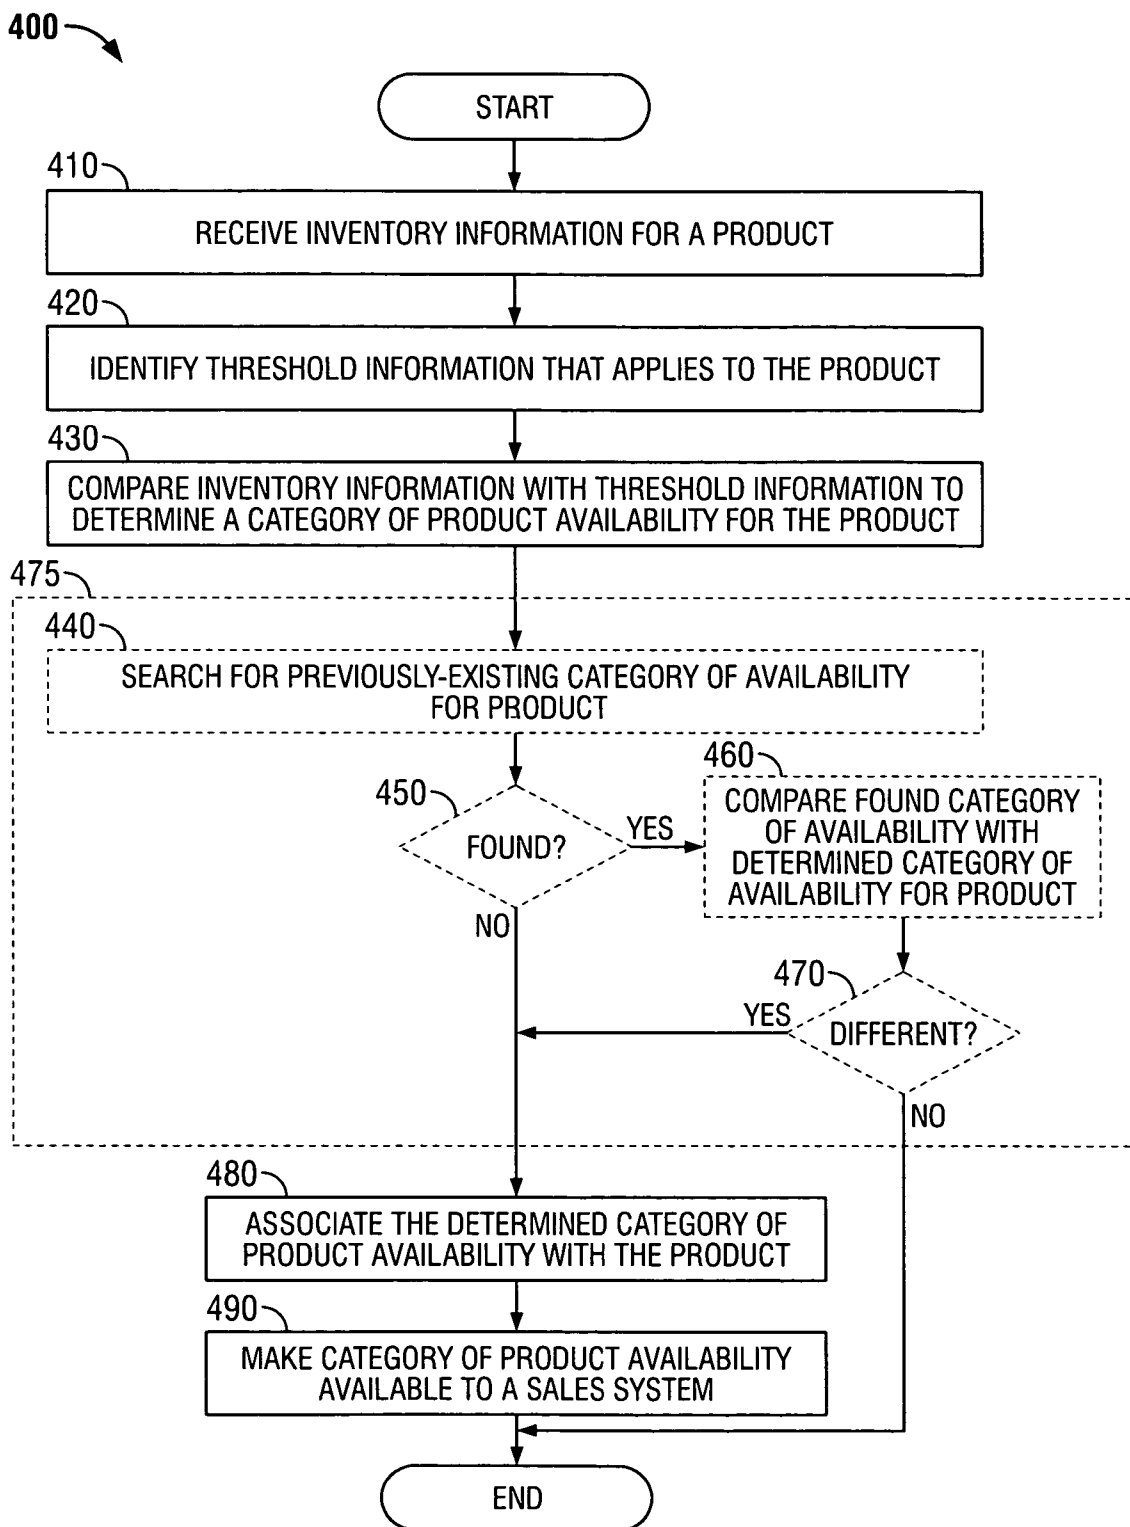 400
START
410
RECEIVE INVENTORY INFORMATION FOR A PRODUCT
420
IDENTIFY THRESHOLD INFORMATION THAT APPLIES TO THE PRODUCT
430
COMPARE INVENTORY INFORMATION WITH THRESHOLD INFORMATION TO
DETERMINE A CATEGORY OF PRODUCT AVAILABILITY FOR THE PRODUCT
475
440
SEARCH FOR PREVIOUSLY-EXISTING CATEGORY OF AVAILABILITY
FOR PRODUCT
450
FOUND?
YES
NO
460
COMPARE FOUND CATEGORY
OF AVAILABILITY WITH
DETERMINED CATEGORY OF
AVAILABILITY FOR PRODUCT
470
DIFFERENT?
YES
NO
480
ASSOCIATE THE DETERMINED CATEGORY OF
PRODUCT AVAILABILITY WITH THE PRODUCT
490
MAKE CATEGORY OF PRODUCT AVAILABILITY
AVAILABLE TO A SALES SYSTEM
END